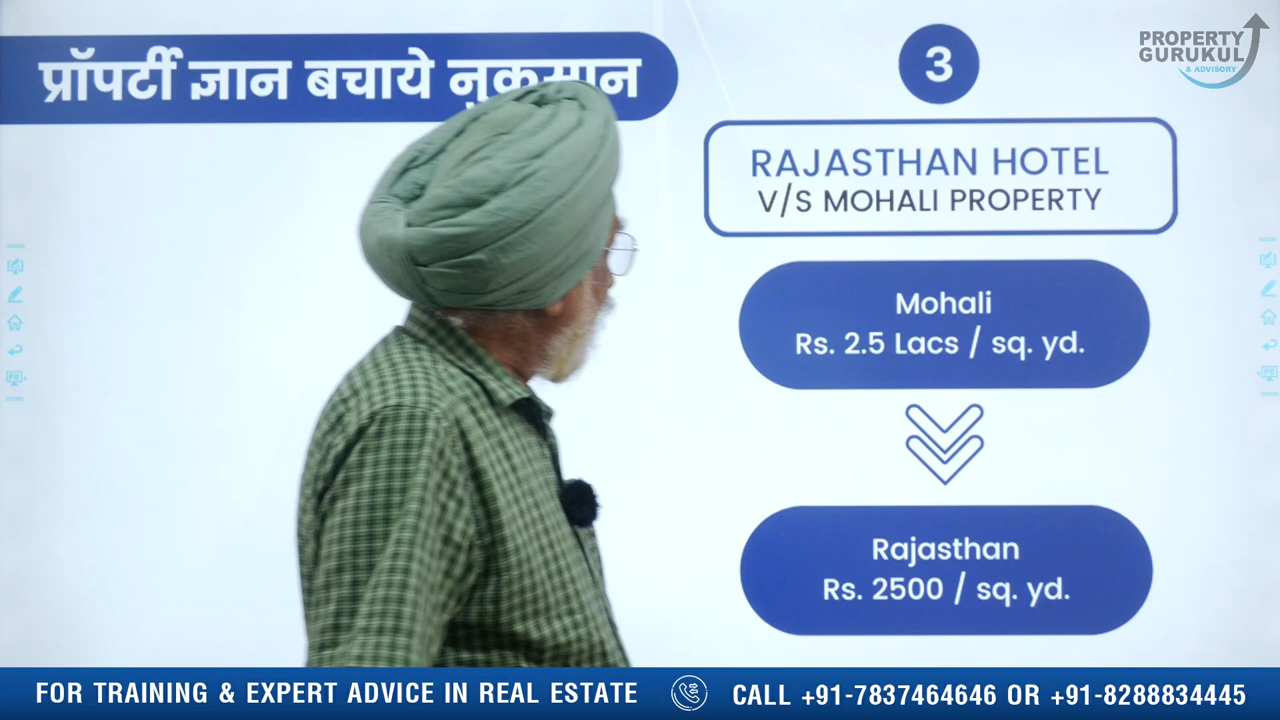 प्रॉपर्टी ज्ञान बचाये नुकसान
3
PROPERTY
GURUKUL
& ADVISORY
RAJASTHAN HOTEL
V/S MOHALI PROPERTY
Mohali
Rs. 2.5 Lacs / sq. yd.
Rajasthan
Rs. 2500 / sq. yd.
FOR TRAINING & EXPERT ADVICE IN REAL ESTATE
CALL +91-7837464646 OR +91-8288834445